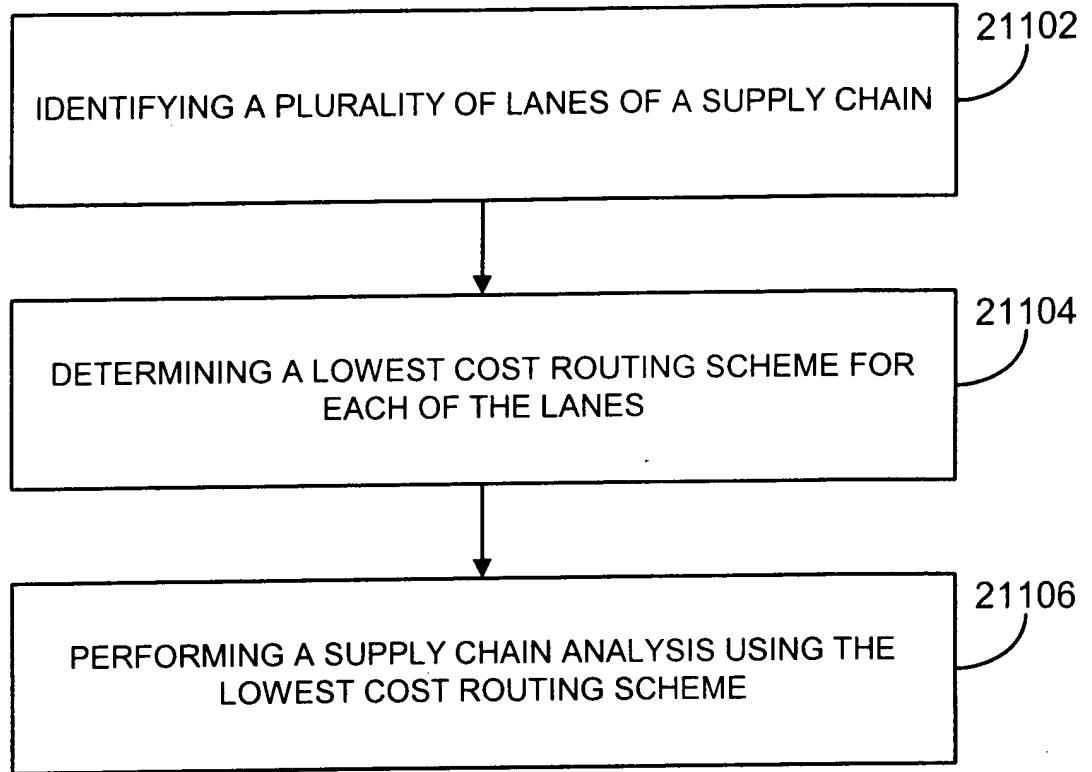 21102
IDENTIFYING A PLURALITY OF LANES OF A SUPPLY CHAIN
21104
DETERMINING A LOWEST COST ROUTING SCHEME FOR
EACH OF THE LANES
21106
PERFORMING A SUPPLY CHAIN ANALYSIS USING THE
LOWEST COST ROUTING SCHEME